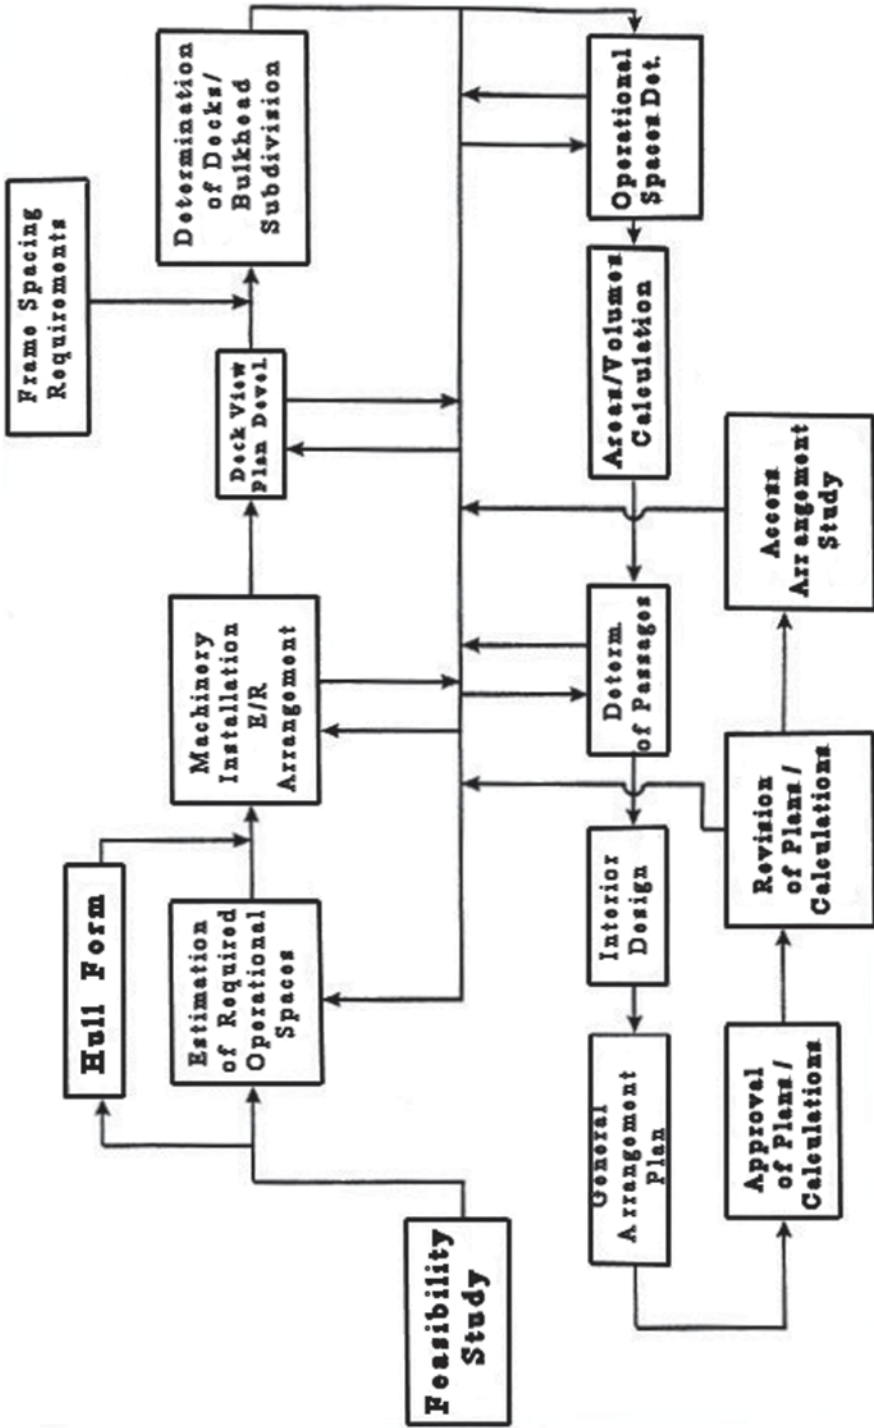 Feasibility
Study
Hull Form
Estimation
of Required
Operational
Spaces
Machinery
Installation
E/R
Arrangement
Deck View
Plan Devel.
Frame Spacing
Requirements
Determination
of Decks/
Bulkhead
Subdivision
Operational
Spaces Det.
Areas/Volumes
Calculation
Determ.
of Passages
Interior
Design
General
Arrangement
Plan
Approval
of Plans/
Calculations
Revision
of Plans/
Calculations
Access
Arrangement
Study